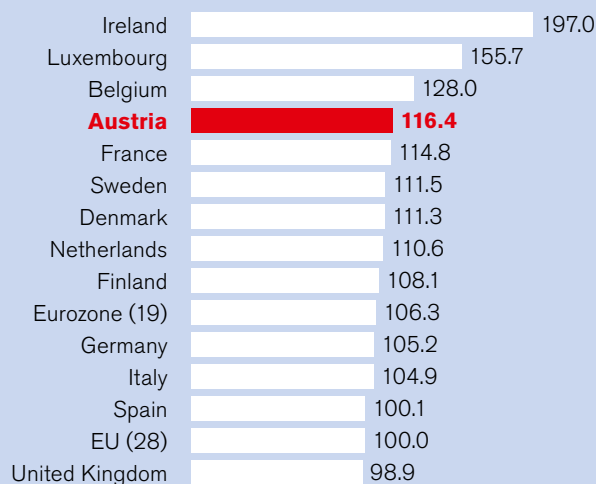 Ireland 197.0
Luxembourg 155.7
Belgium 128.0
Austria 116.4
France 114.8
Sweden 111.5
Denmark 111.3
Netherlands 110.6
Finland 108.1
Eurozone (19) 106.3
Germany 105.2
Italy 104.9
Spain 100.1
EU (28) 100.0
United Kingdom 98.9